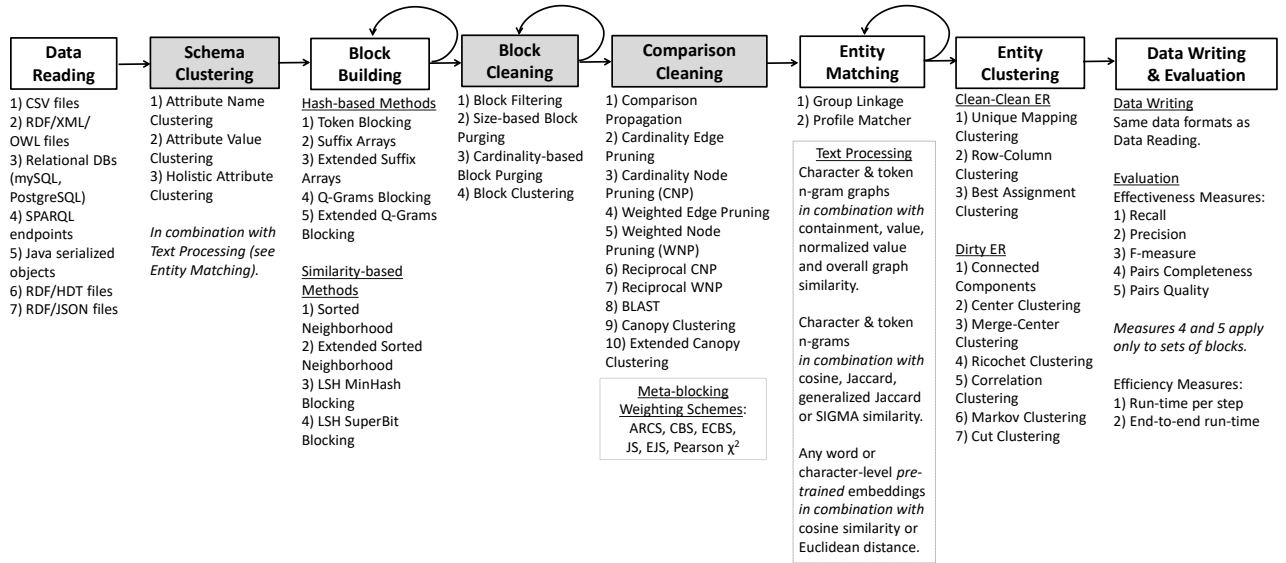 Data
Reading
1) CSV files
2) RDF/XML/
OWL files
3) Relational DBs
(mySQL,
PostgreSQL)
4) SPARQL
endpoints
5) Java serialized
objects
6) RDF/HDT files
7) RDF/JSON files
Schema
Clustering
1) Attribute Name
Clustering
2) Attribute Value
Clustering
3) Holistic Attribute
Clustering
In combination with
Text Processing (see
Entity Matching).
Block
Building
Hash-based Methods
1) Token Blocking
2) Suffix Arrays
3) Extended Suffix
Arrays
4) Q-Grams Blocking
5) Extended Q-Grams
Blocking
Similarity-based
Methods
1) Sorted
Neighborhood
2) Extended Sorted
Neighborhood
3) LSH MinHash
Blocking
4) LSH SuperBit
Blocking
Block
Cleaning
1) Block Filtering
2) Size-based Block
Purging
3) Cardinality-based
Block Purging
4) Block Clustering
Comparison
Cleaning
1) Comparison
Propagation
2) Cardinality Edge
Pruning
3) Cardinality Node
Pruning (CNP)
4) Weighted Edge Pruning
5) Weighted Node
Pruning (WNP)
6) Reciprocal CNP
7) Reciprocal WNP
8) BLAST
9) Canopy Clustering
10) Extended Canopy
Clustering
Meta-blocking
Weighting Schemes:
ARCS, CBS, ECBS,
JS, EJS, Pearson χ²
Entity
Matching
1) Group Linkage
2) Profile Matcher
Text Processing
Character & token
n-gram graphs
in combination with
containment, value,
normalized value
and overall graph
similarity.
Character & token
n-grams
in combination with
cosine, Jaccard,
generalized Jaccard
or SIGMA similarity.
Any word or
character-level pre-
trained embeddings
in combination with
cosine similarity or
Euclidean distance.
Entity
Clustering
Clean-Clean ER
1) Unique Mapping
Clustering
2) Row-Column
Clustering
3) Best Assignment
Clustering
Dirty ER
1) Connected
Components
2) Center Clustering
3) Merge-Center
Clustering
4) Ricochet Clustering
5) Correlation
Clustering
6) Markov Clustering
7) Cut Clustering
Data Writing
& Evaluation
Data Writing
Same data formats as
Data Reading.
Evaluation
Effectiveness Measures:
1) Recall
2) Precision
3) F-measure
4) Pairs Completeness
5) Pairs Quality
Measures 4 and 5 apply
only to sets of blocks.
Efficiency Measures:
1) Run-time per step
2) End-to-end run-time